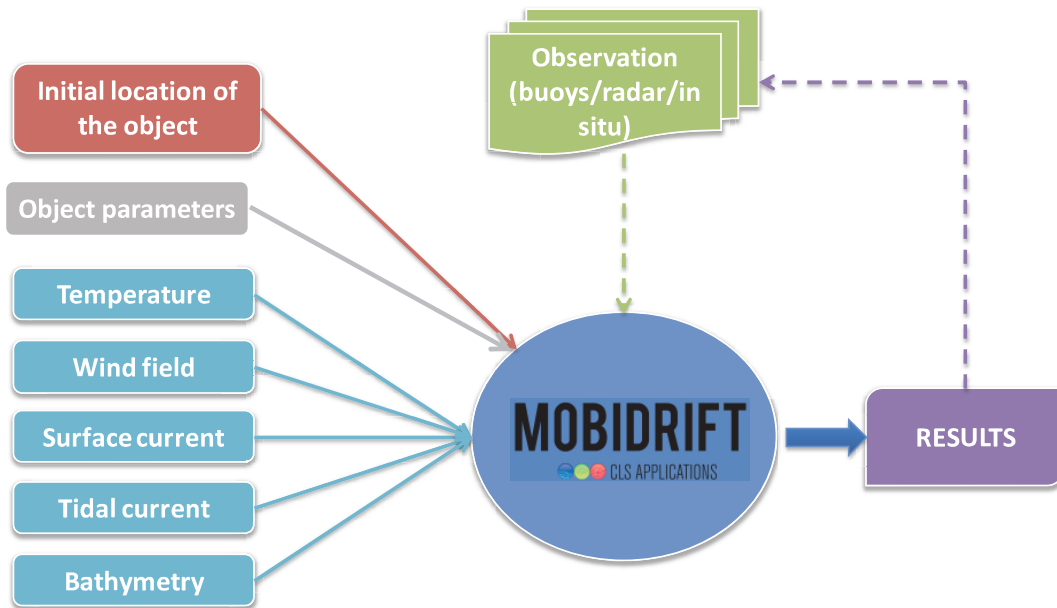 Initial location of
the object
Object parameters
Temperature
Wind field
Surface current
Tidal current
Bathymetry
Observation
(buoys/radar/in
situ)
MOBIDRIFT
CLS APPLICATIONS
RESULTS